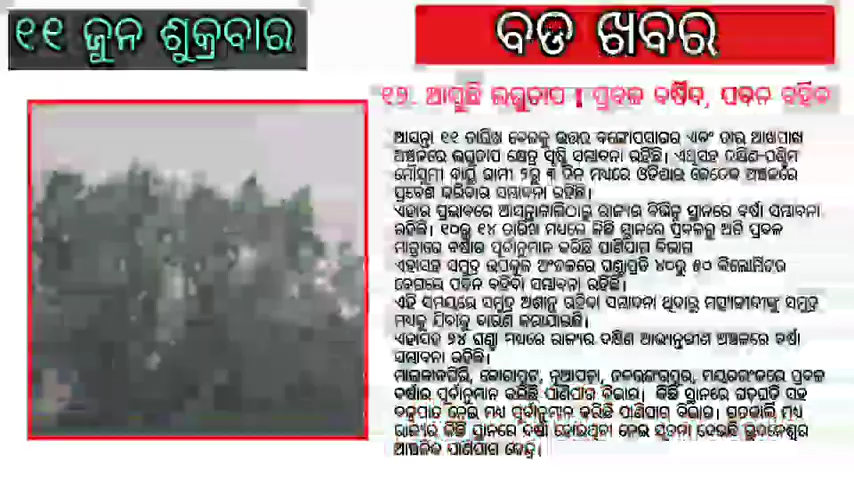 ୧୧ ଜୁନ ଶୁକ୍ରବାର
ବଡ ଖବର
୧୨. ଆସୁଛି ଲଘୁଚାପ ! ପ୍ରବଳ ବର୍ଷିବ, ପବନ ବହିବ
ଆସନ୍ତା ୧୧ ତାରିଖ ବେଳକୁ ଉତ୍ତର ବଙ୍ଗୋପସାଗର ଏବଂ ତାର ଆଖପାଖ
ଅଞ୍ଚଳରେ ଲଘୁଚାପ କ୍ଷେତ୍ର ସୃଷ୍ଟି ସମ୍ଭାବନା ରହିଛି। ଏଥିସହ ଦକ୍ଷିଣ-ପଶ୍ଚିମ
ମୌସୁମୀ ବାୟୁ ଗାମୀ ୨ରୁ ୩ ଦିନ ମଧ୍ୟରେ ଓଡିଶାର କେତେକ ଅଞ୍ଚଳରେ
ପ୍ରବେଶ କରିବାର ସମ୍ଭାବନା ରହିଛି।
ଏହାର ପ୍ରଭାବରେ ଆସନ୍ତାକାଳିଠାରୁ ରାଜ୍ୟର ବିଭିନ୍ନ ସ୍ଥାନରେ ବର୍ଷା ସମ୍ଭାବନା
ରହିଛି। ୧୦ରୁ ୧୪ ତାରିଖ ମଧ୍ୟରେ କିଛି ସ୍ଥାନରେ ପ୍ରବଳରୁ ଅତି ପ୍ରବଳ
ମାତ୍ରାରେ ବର୍ଷାର ପୂର୍ବାନୁମାନ କରିଛି ପାଣିପାଗ ବିଭାଗ
ଏହାସହ ସମୁଦ୍ର ଉପକୂଳ ଅଂଚଳରେ ଘଣ୍ଟାପ୍ରତି ୪୦ରୁ ୫୦ କିଲୋମିଟର
ବେଗରେ ପବନ ବହିବା ସମ୍ଭାବନା ରହିଛି।
ଏହି ସମୟରେ ସମୁଦ୍ର ଅଶାନ୍ତ ରହିବା ସମ୍ଭାବନା ଥିବାରୁ ମତ୍ସ୍ୟଜୀବୀଙ୍କୁ ସମୁଦ୍ର
ମଧ୍ୟକୁ ଯିବାକୁ ବାରଣ କରାଯାଇଛି।
ଏହାସହ ୨୪ ଘଣ୍ଟା ମଧ୍ୟରେ ରାଜ୍ୟର ଦକ୍ଷିଣ ଆଭ୍ୟନ୍ତରୀଣ ଅଞ୍ଚଳରେ ବର୍ଷା
ସମ୍ଭାବନା ରହିଛି।
ମାଲକାନଗିରି, କୋରାପୁଟ, ନୂଆପଡ଼ା, ନବରଙ୍ଗପୁର, ମୟୂରଭଂଜରେ ପ୍ରବଳ
ବର୍ଷାର ପୂର୍ବାନୁମାନ କରିଛି ପାଣିପାଗ ବିଭାଗ। କିଛି ସ୍ଥାନରେ ଘଡ଼ଘଡ଼ି ସହ
ବଜ୍ରପାତ ନେଇ ମଧ୍ୟ ପୂର୍ବାନୁମାନ କରିଛି ପାଣିପାଗ ବିଭାଗ। ଗତକାଲି ମଧ୍ୟ
ରାଜ୍ୟର କିଛି ସ୍ଥାନରେ ବର୍ଷା ହୋଇଥିବା ନେଇ ସୂଚନା ଦେଇଛି ଭୁବନେଶ୍ୱର
ଆଞ୍ଚଳିକ ପାଣିପାଗ କେନ୍ଦ୍ର।